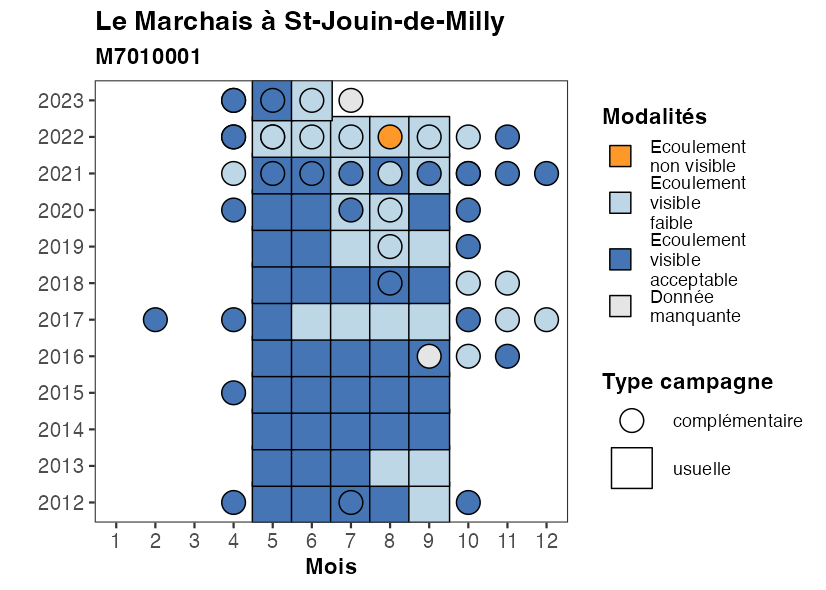 Le Marchais à St-Jouin-de-Milly
M7010001
2023
2022
2021
2020
2019
2018
2017
2016
2015
2014
2013
2012
1 2 3 4 5 6 7 8 9 10 11 12
Mois
Modalités
Ecoulement
non visible
Ecoulement
visible
faible
Ecoulement
visible
acceptable
Donnée
manquante
Type campagne
complémentaire
usuelle